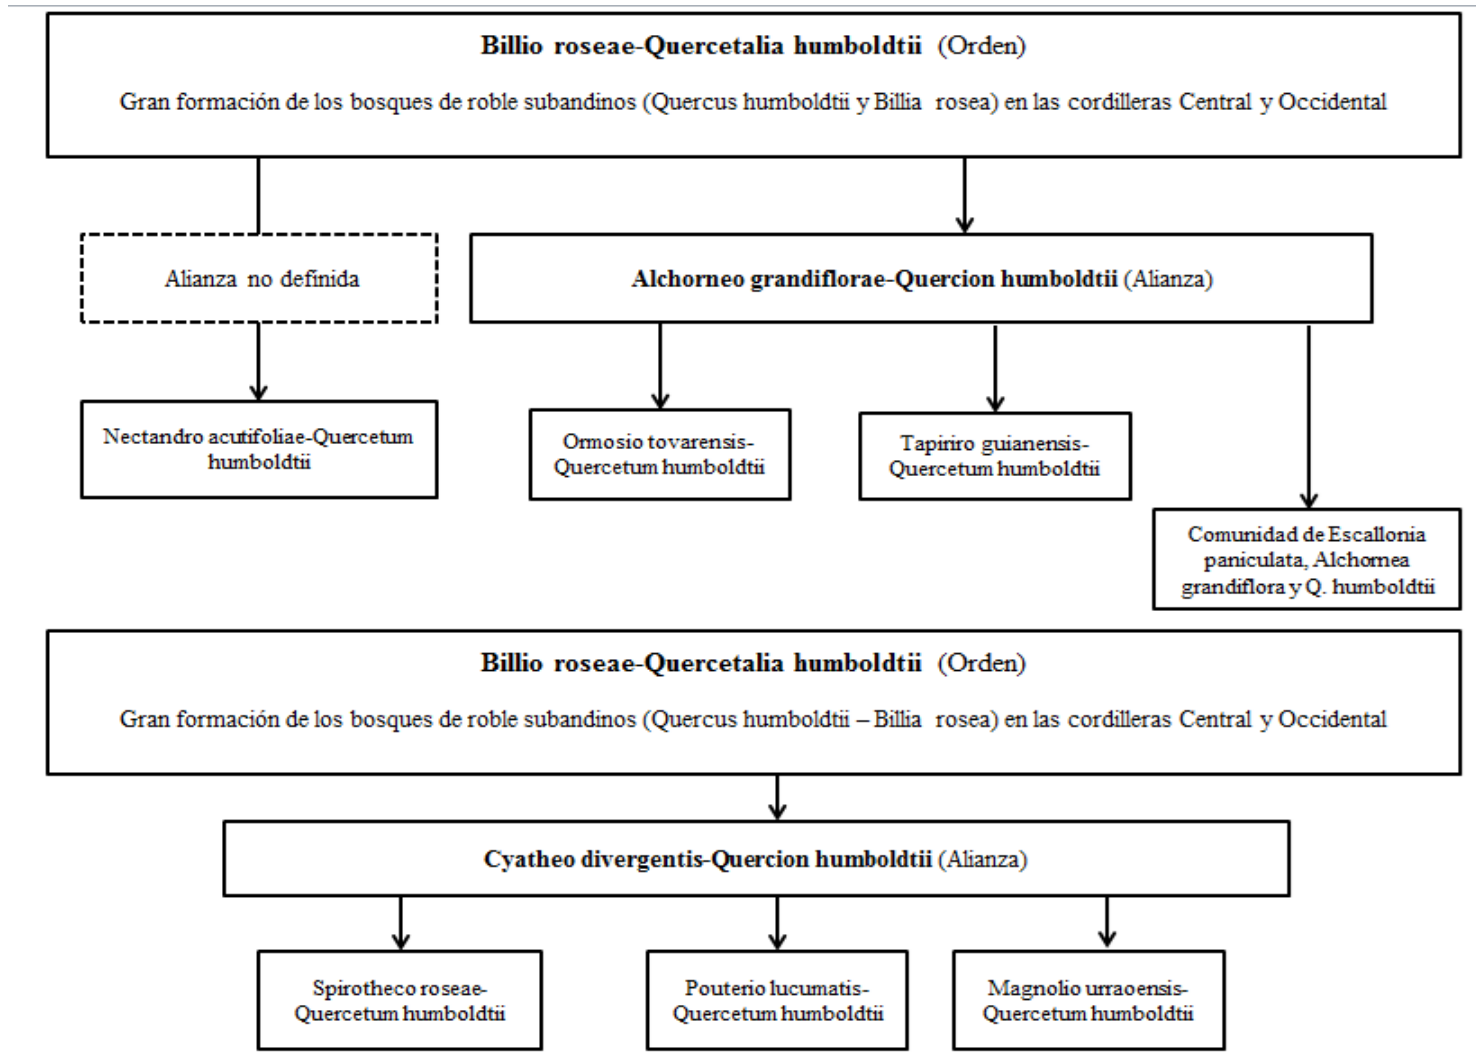 Billio roseae-Quercetalia humboldtii (Orden)
Gran formación de los bosques de roble subandinos (Quercus humboldtii y Billia rosea) en las cordilleras Central y Occidental
Alianza no definida
Alchorneo grandiflorae-Quercion humboldtii (Alianza)
Nectandro acutifoliae-Quercetum
humboldtii
Ormosio tovarensis-
Quercetum humboldtii
Tapiriro guianensis-
Quercetum humboldtii
Comunidad de Escallonia
paniculata, Alchornea
grandiflora y Q. humboldtii
Billio roseae-Quercetalia humboldtii (Orden)
Gran formación de los bosques de roble subandinos (Quercus humboldtii – Billia rosea) en las cordilleras Central y Occidental
Cyatheo divergentis-Quercion humboldtii (Alianza)
Spirotheco roseae-
Quercetum humboldtii
Pouterio lucumatis-
Quercetum humboldtii
Magnolio urraoensis-
Quercetum humboldtii